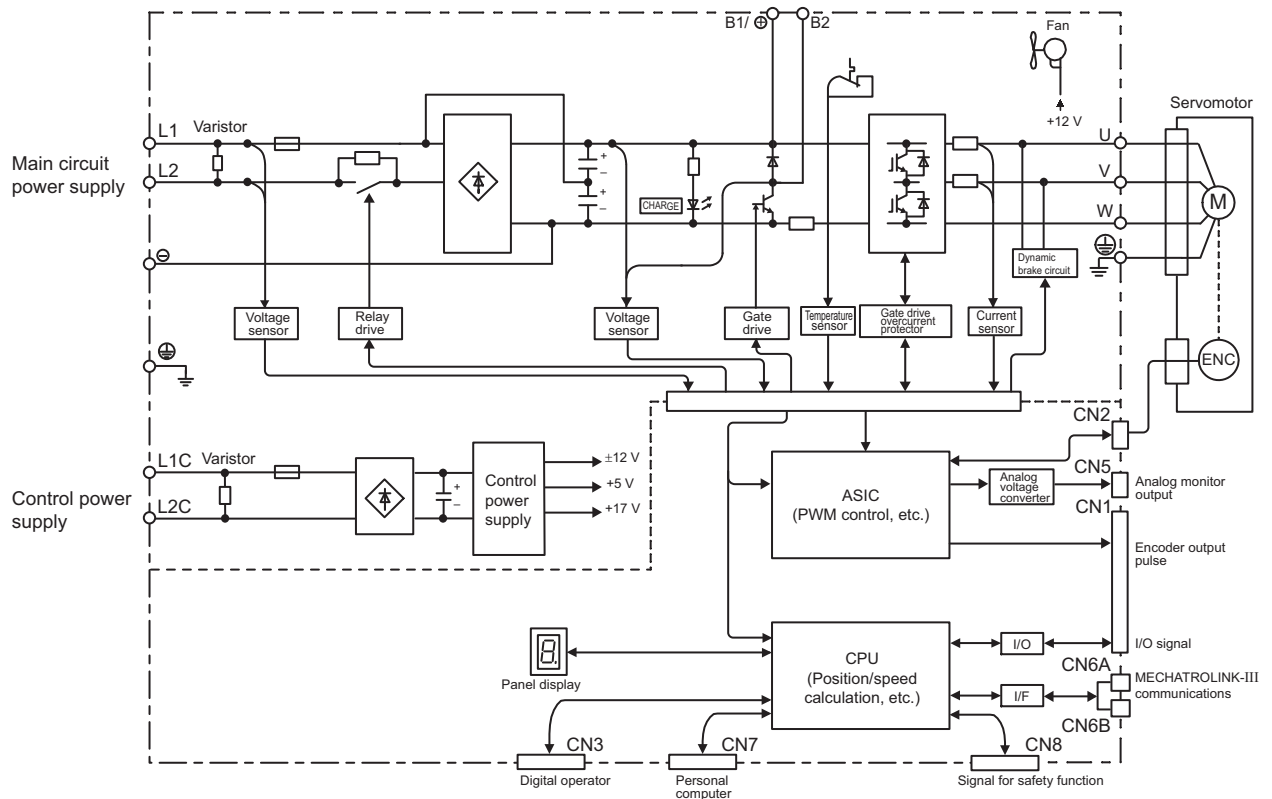 B1/ ⊕
B2
Fan
+12 V
Servomotor
L1
Varistor
U
Main circuit
power supply
L2
V
CHARGE
W
M
+
–
+
–
⊖
Dynamic
brake circuit
Voltage
sensor
Relay
drive
Voltage
sensor
Gate
drive
Temperature
sensor
Gate drive
overcurrent
protector
Current
sensor
ENC
CN2
L1C
Varistor
±12 V
+5 V
+17 V
Control
power
supply
+
–
Control power
supply
L2C
ASIC
(PWM control, etc.)
Analog
voltage
converter
CN5
Analog monitor
output
CN1
Encoder output
pulse
8.
Panel display
CPU
(Position/speed
calculation, etc.)
I/O
I/O signal
CN6A
I/F
MECHATROLINK-III
communications
CN6B
CN3
Digital operator
CN7
Personal
computer
CN8
Signal for safety function